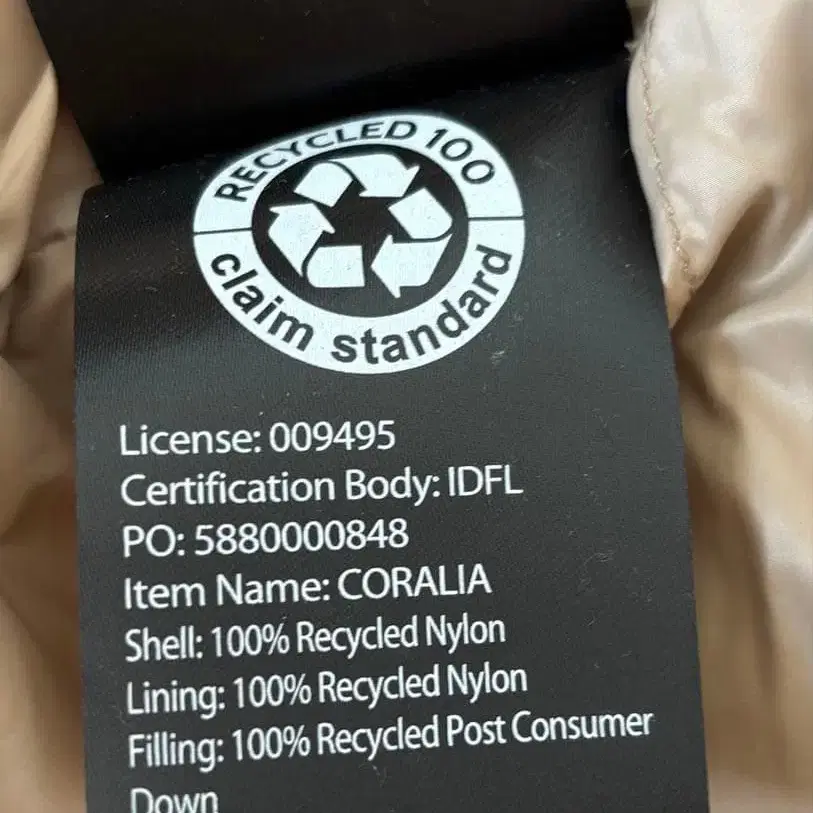 RECYCLED 100
claim standard
License: 009495
Certification Body: IDFL
PO: 5880000848
Item Name: CORALIA
Shell: 100% Recycled Nylon
Lining: 100% Recycled Nylon
Filling: 100% Recycled Post Consumer
Down